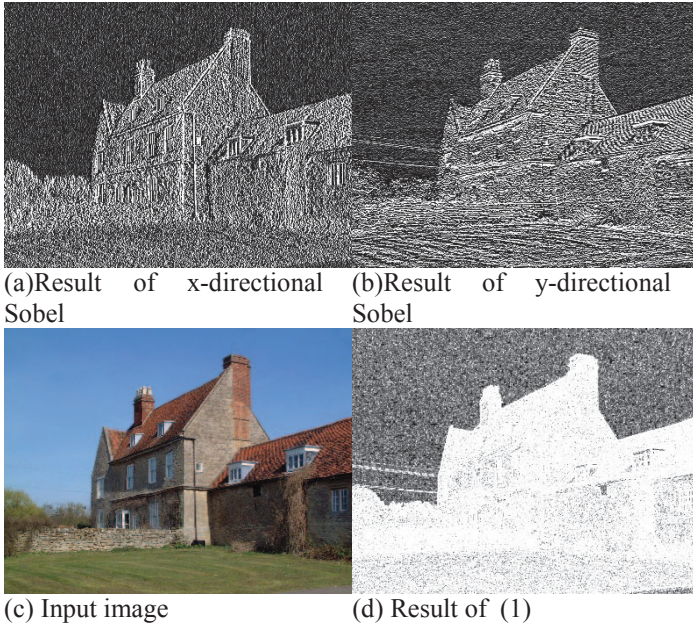 (a)Result of x-directional Sobel
(b)Result of y-directional Sobel
(c) Input image
(d) Result of (1)